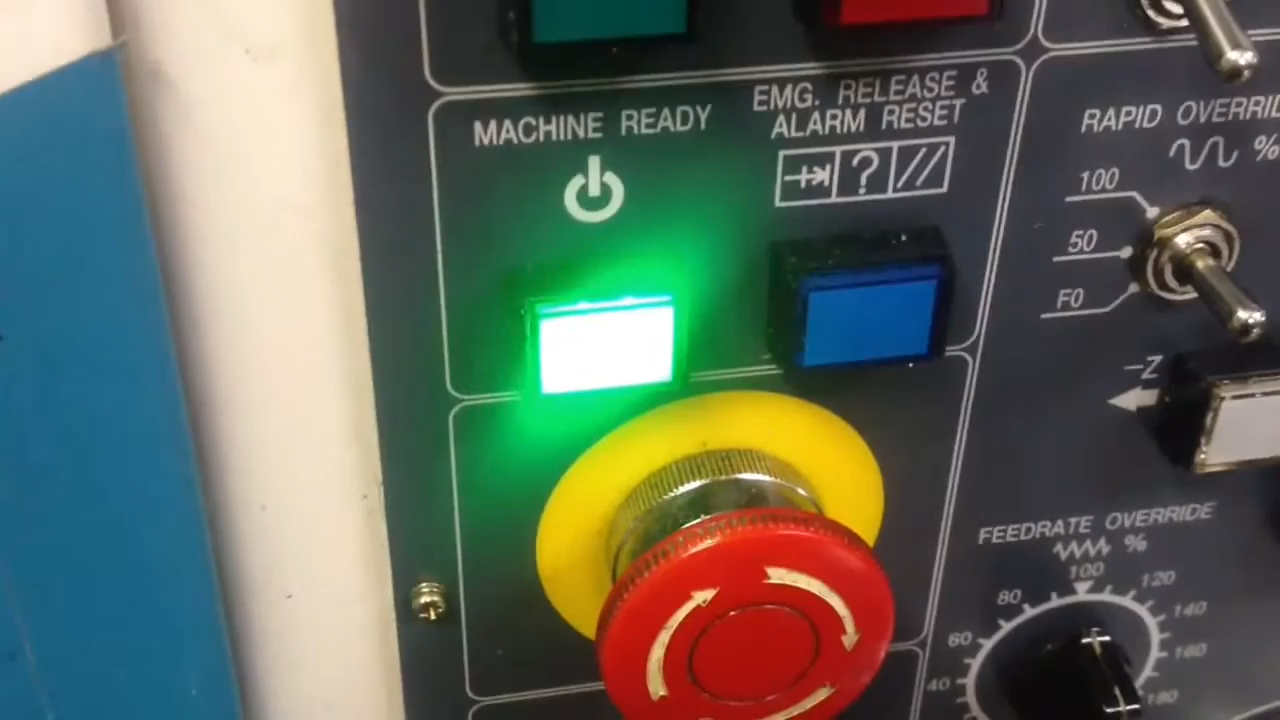 MACHINE READY
EMG. RELEASE &
ALARM RESET
?
//
RAPID OVERRID
%
100
50
F0
–Z
FEEDRATE OVERRIDE
%
100
80
120
60
140
40
160
180